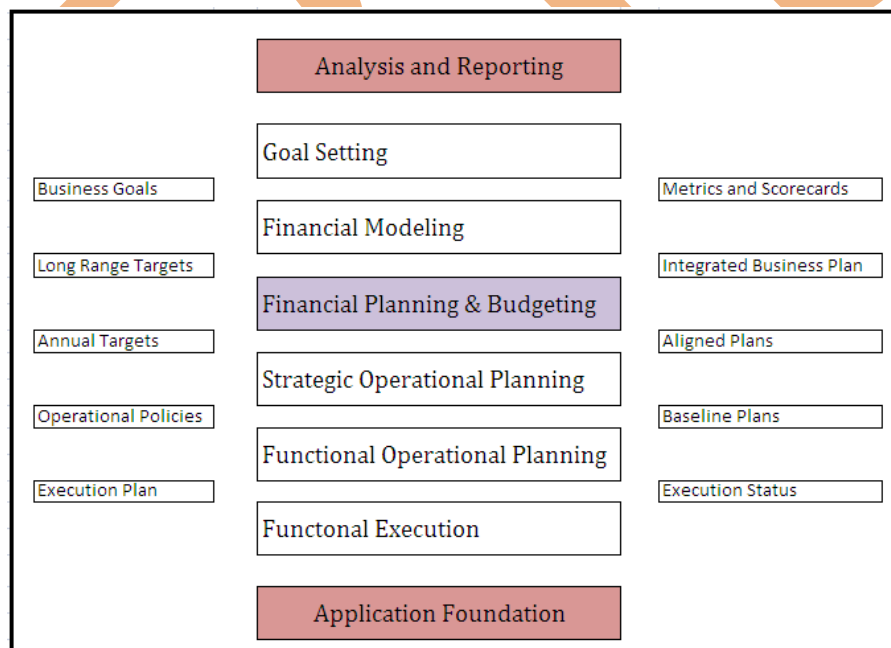 Analysis and Reporting
Goal Setting
Business Goals
Metrics and Scorecards
Financial Modeling
Long Range Targets
Integrated Business Plan
Financial Planning & Budgeting
Annual Targets
Aligned Plans
Strategic Operational Planning
Operational Policies
Baseline Plans
Functional Operational Planning
Execution Plan
Execution Status
Functonal Execution
Application Foundation